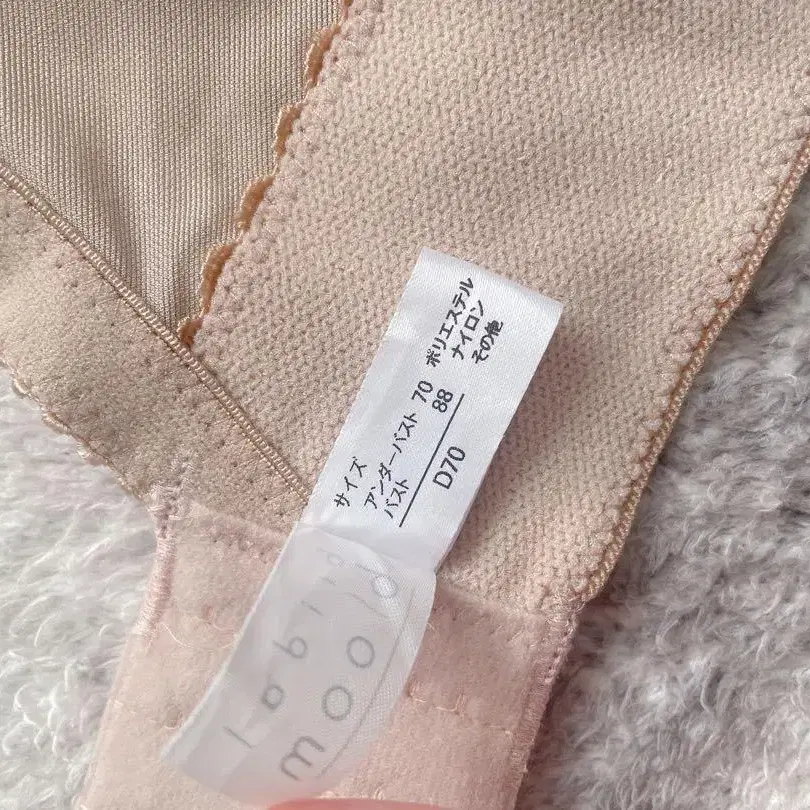 サイズ
アンダーバスト 70
バスト 88
D70
ポリエステル
ナイロン
その他